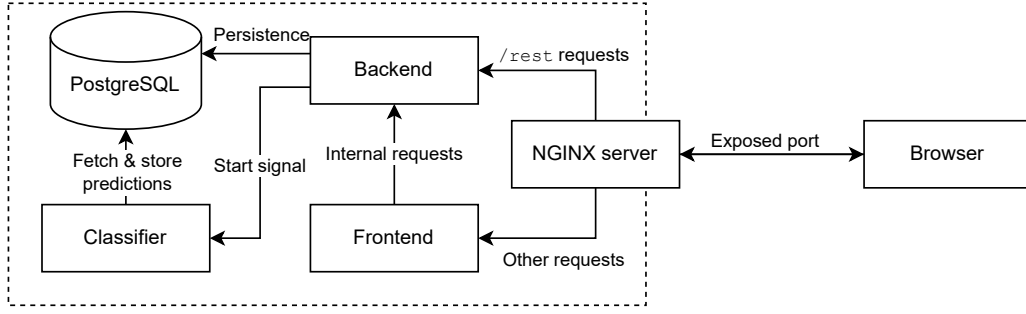 Persistence
PostgreSQL
Backend
/rest requests
Fetch & store
predictions
Start signal
Internal requests
NGINX server
Exposed port
Browser
Classifier
Frontend
Other requests